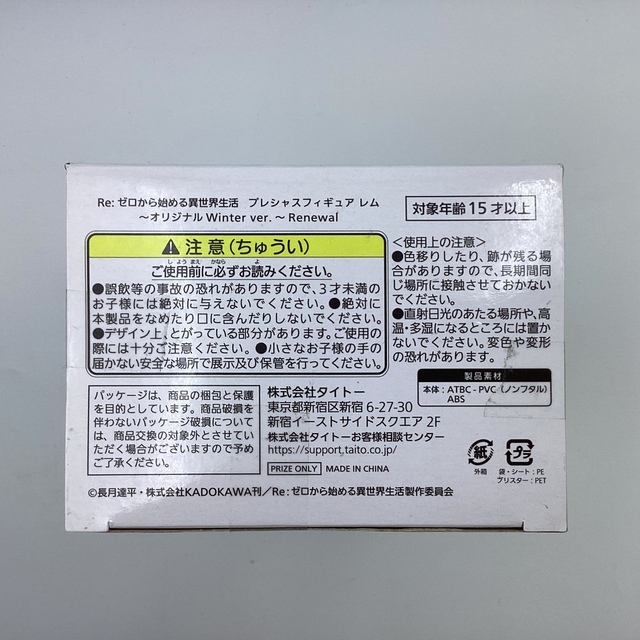 Re: ゼロから始める異世界生活 プレシャスフィギュア レム
～オリジナル Winter ver.～ Renewal
対象年齢15才以上
注意(ちゅうい)
ご使用前に必ずお読みください。
しようまえ かなら よ
●誤飲等の事故の恐れがありますので、3才未満の
お子様には絶対に与えないでください。●絶対に
本製品をなめたり口に含んだりしないでください。
●デザイン上、とがっている部分があります。ご使用の
際には十分ご注意ください。●小さなお子様の手の
届かない安全な場所で展示及び保管を行ってください。
＜使用上の注意＞
●色移りしたり、跡が残る場合
がありますので、長期間同
じ場所に接触させておかない
でください。
●直射日光のあたる場所や、高
温・多湿になるところには置か
ないでください。変色や変形
の恐れがあります。
製品素材
本体：ATBC-PVC（ノンフタル）
ABS
パッケージは、商品の梱包と保護
を目的としています。商品破損を
伴わないパッケージ破損について
は、商品交換の対象外とさせてい
ただく場合がございますので予め
ご了承ください。
株式会社タイトー
東京都新宿区新宿 6-27-30
新宿イーストサイドスクエア 2F
株式会社タイトーお客様相談センター
https://support.taito.co.jp/
PRIZE ONLY MADE IN CHINA
紙
外箱
プラ
袋・シート：PE
ブリスター：PET
©長月達平・株式会社KADOKAWA刊／Re：ゼロから始める異世界生活製作委員会